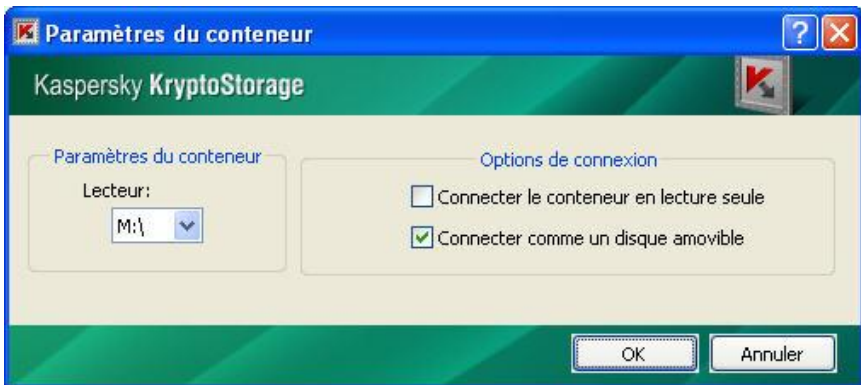 Paramètres du conteneur
Kaspersky KryptoStorage
Paramètres du conteneur
Lecteur:
M:\
Options de connexion
Connecter le conteneur en lecture seule
Connecter comme un disque amovible
OK
Annuler